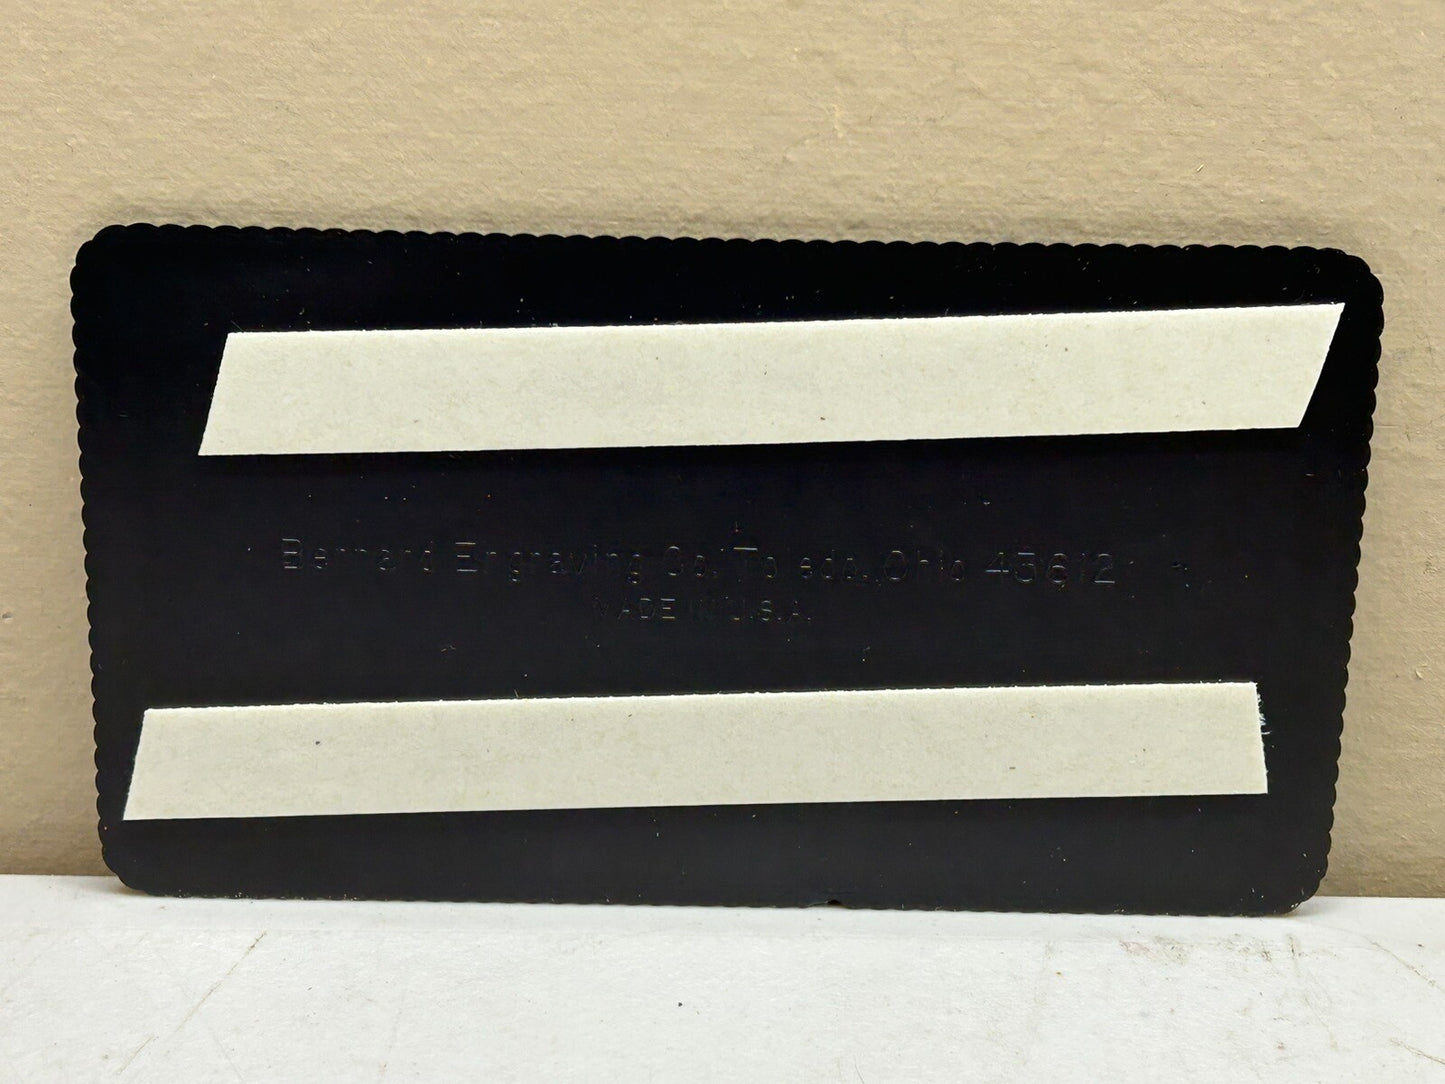 Bernard Engraving Co. Toledo, Ohio 43612
MADE IN U.S.A.